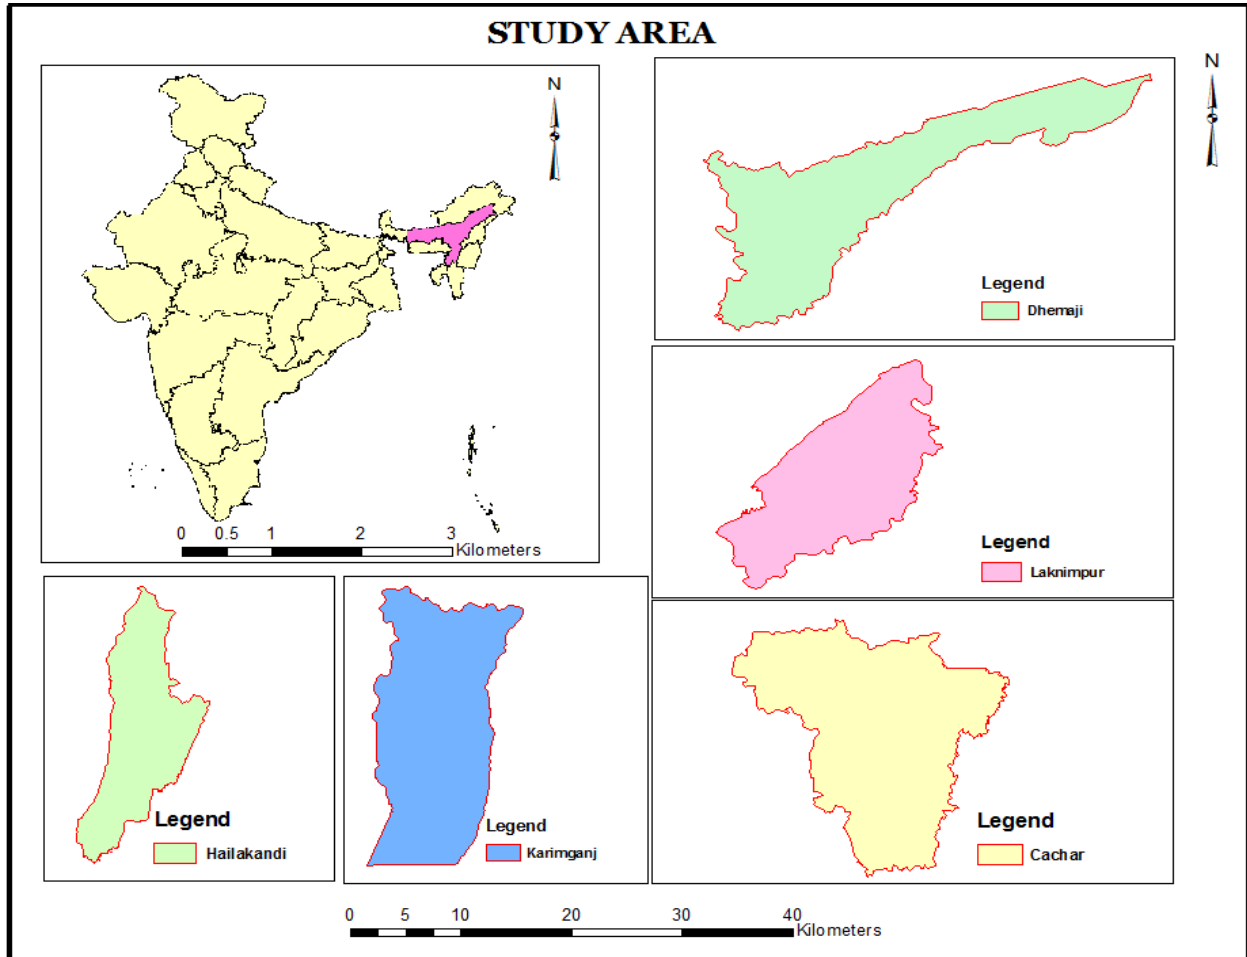 STUDY AREA
N
N
0 0.5 1 2 3
Kilometers
Legend
Dhemaji
Legend
Laknimpur
Legend
Hailakandi
Legend
Karimganj
Legend
Cachar
0 5 10 20 30 40
Kilometers